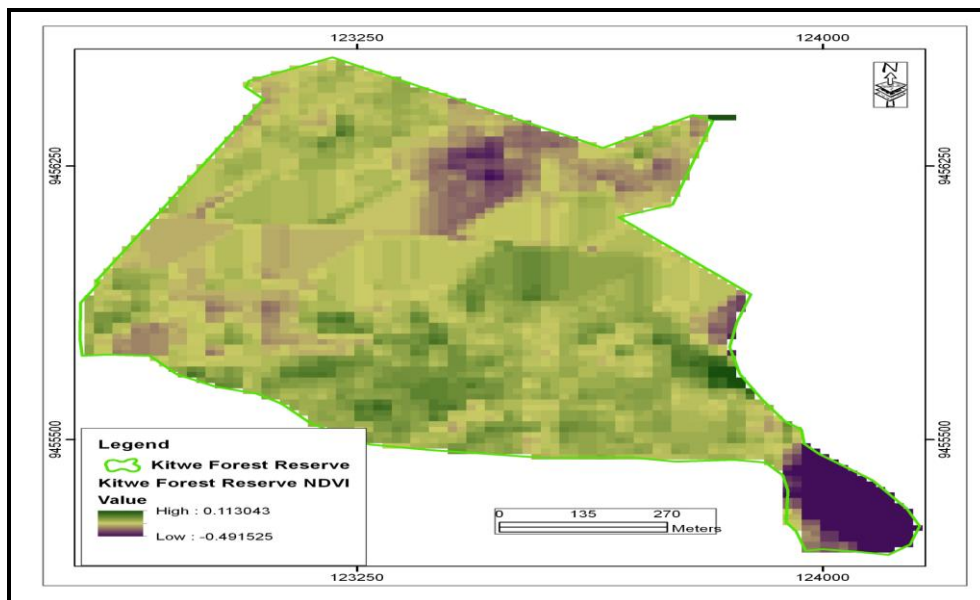 123250 124000
N
9456250 9456250
9455500 9455500
Legend
Kitwe Forest Reserve
Kitwe Forest Reserve NDVI
Value
High : 0.113043
Low : -0.491525
0 135 270
Meters
123250 124000